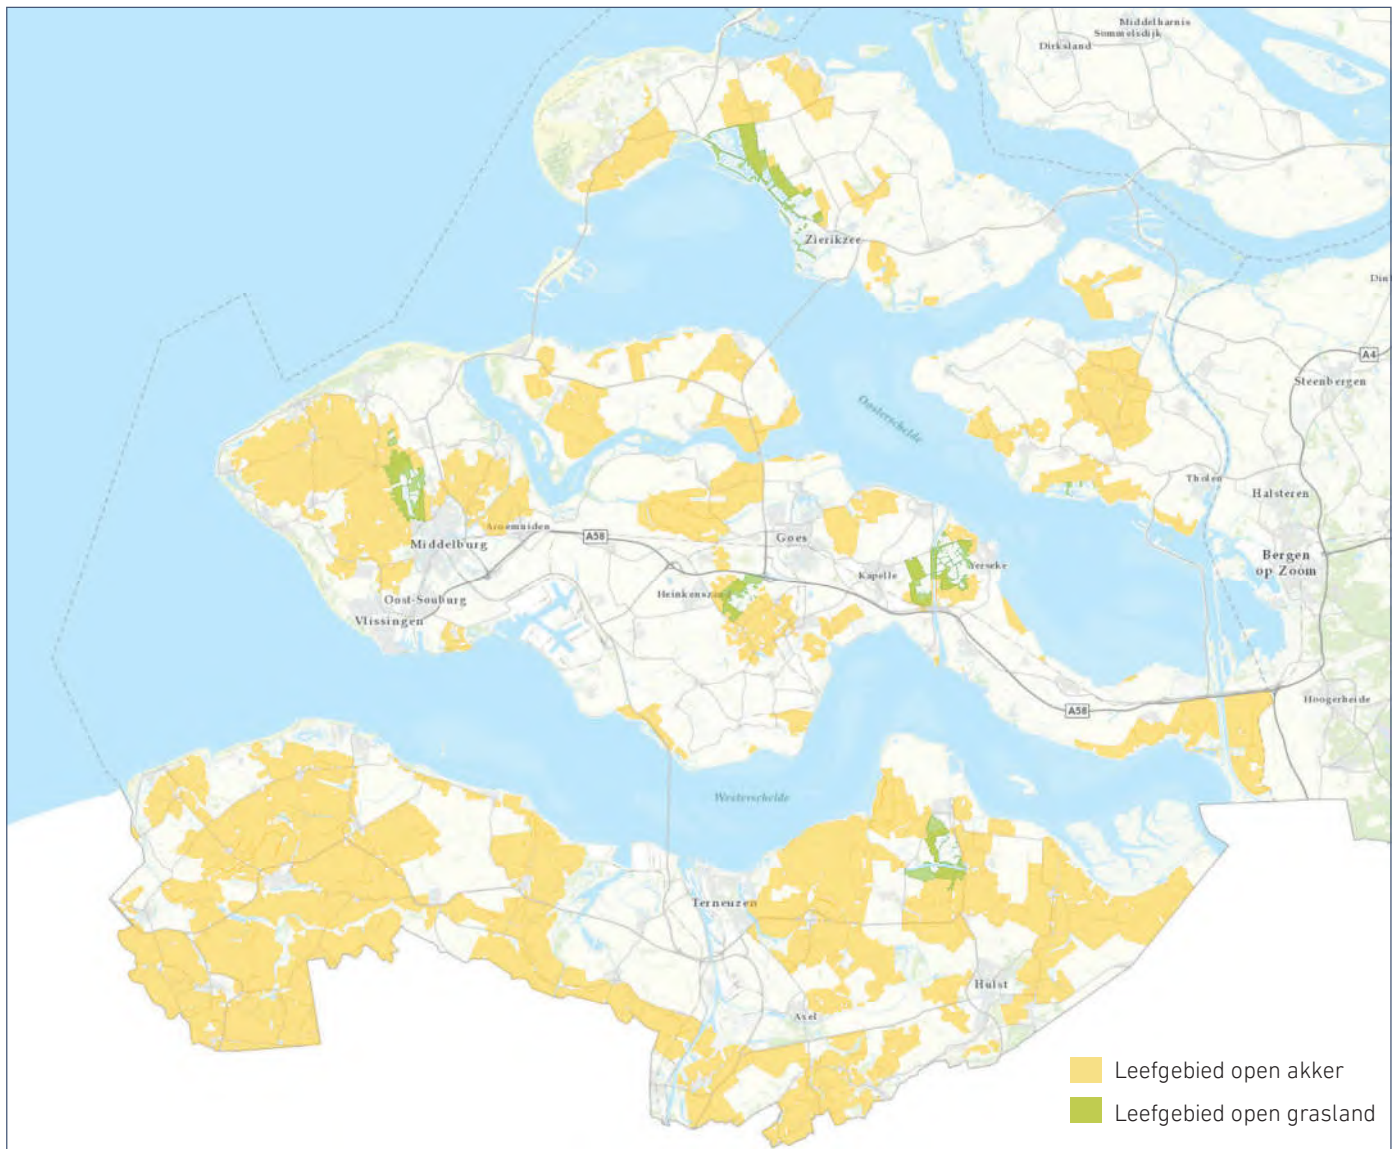 Middelharnis
Sommelsdijk
Dirksland
Zierikzee
A4
Steenbergen
Oosterschelde
Tholen
Halsteren
Arnemuiden
Middelburg
A58
Goes
Bergen
op Zoom
Kapelle
Yerseke
Heinkenszand
Oost-Souburg
Vlissingen
Hoogerheide
A58
Westerschelde
Terneuzen
Hulst
Axel
Leefgebied open akker
Leefgebied open grasland